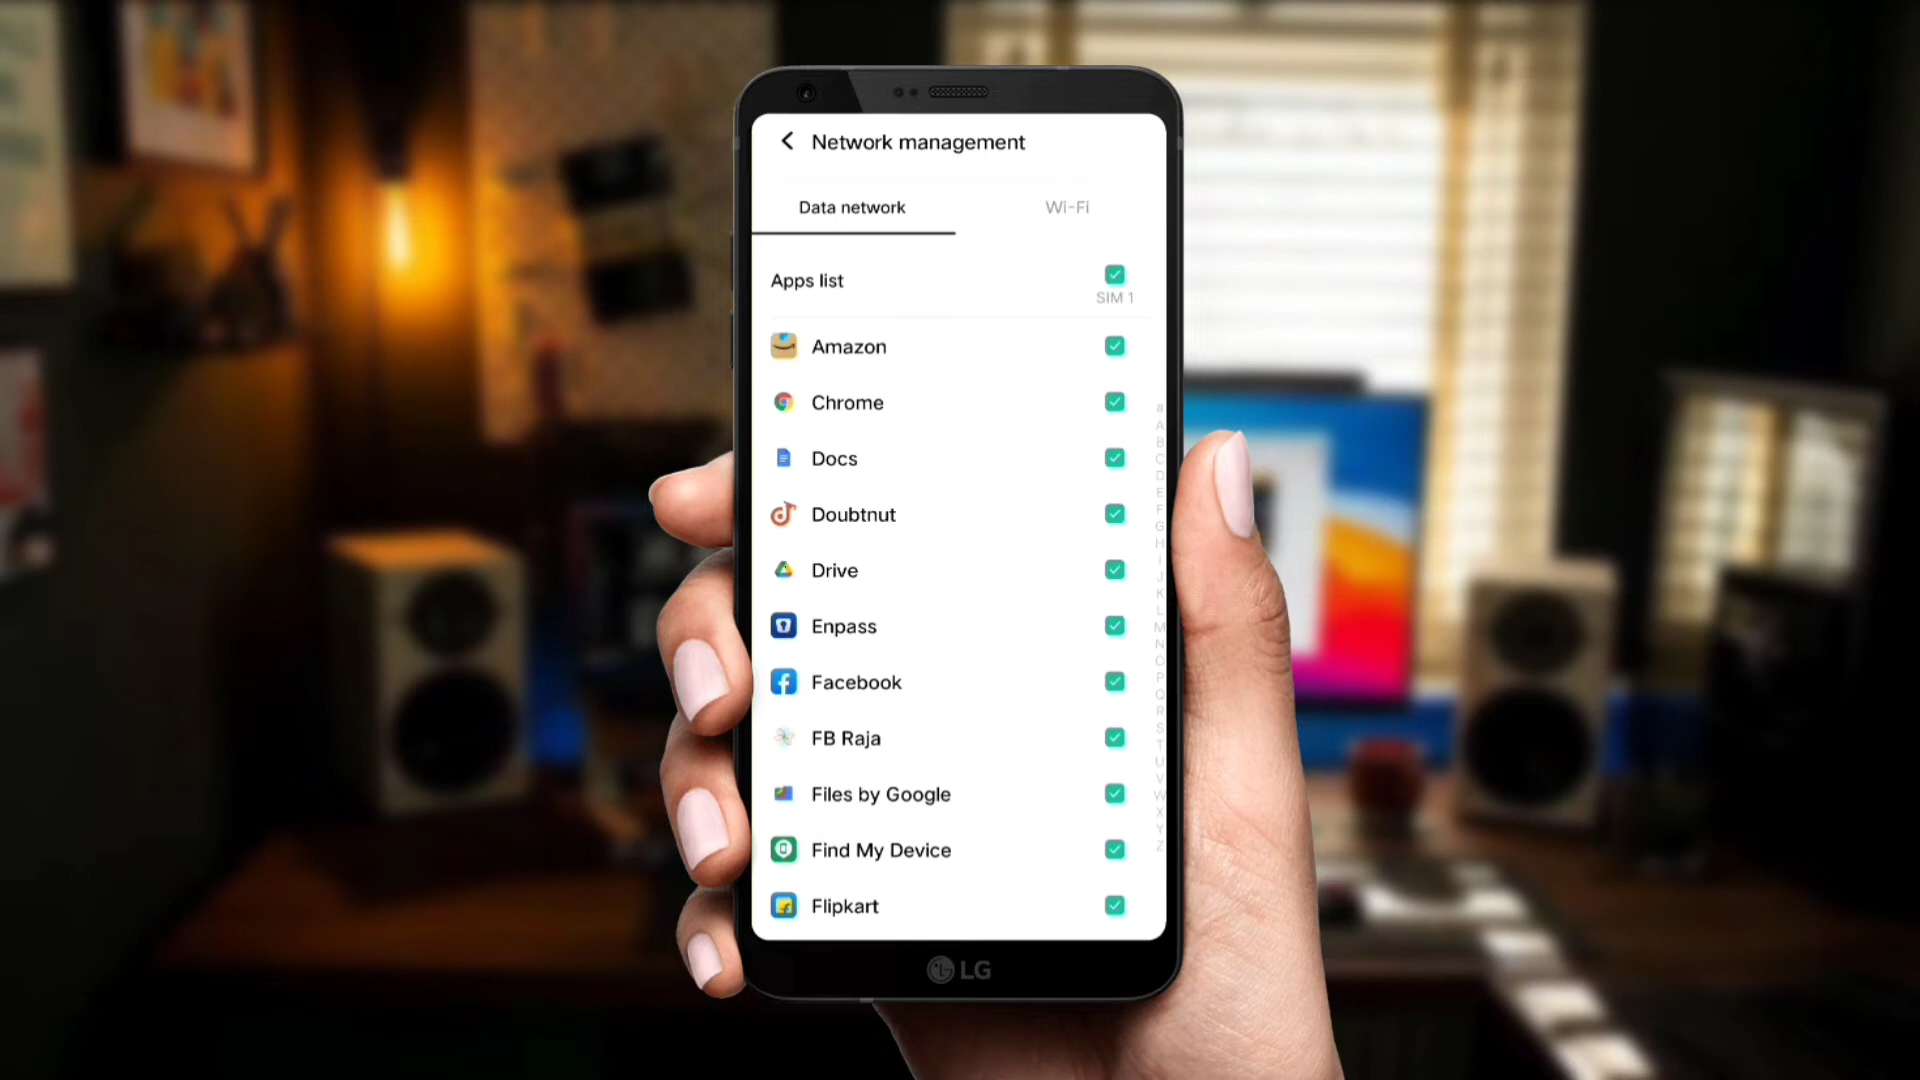 Network management
Data network
Wi-Fi
Apps list
SIM 1
Amazon
Chrome
Docs
Doubtnut
Drive
Enpass
Facebook
FB Raja
Files by Google
Find My Device
Flipkart
#
A
B
C
D
E
F
G
H
I
J
K
L
M
N
O
P
Q
R
S
T
U
V
W
X
Y
Z
LG